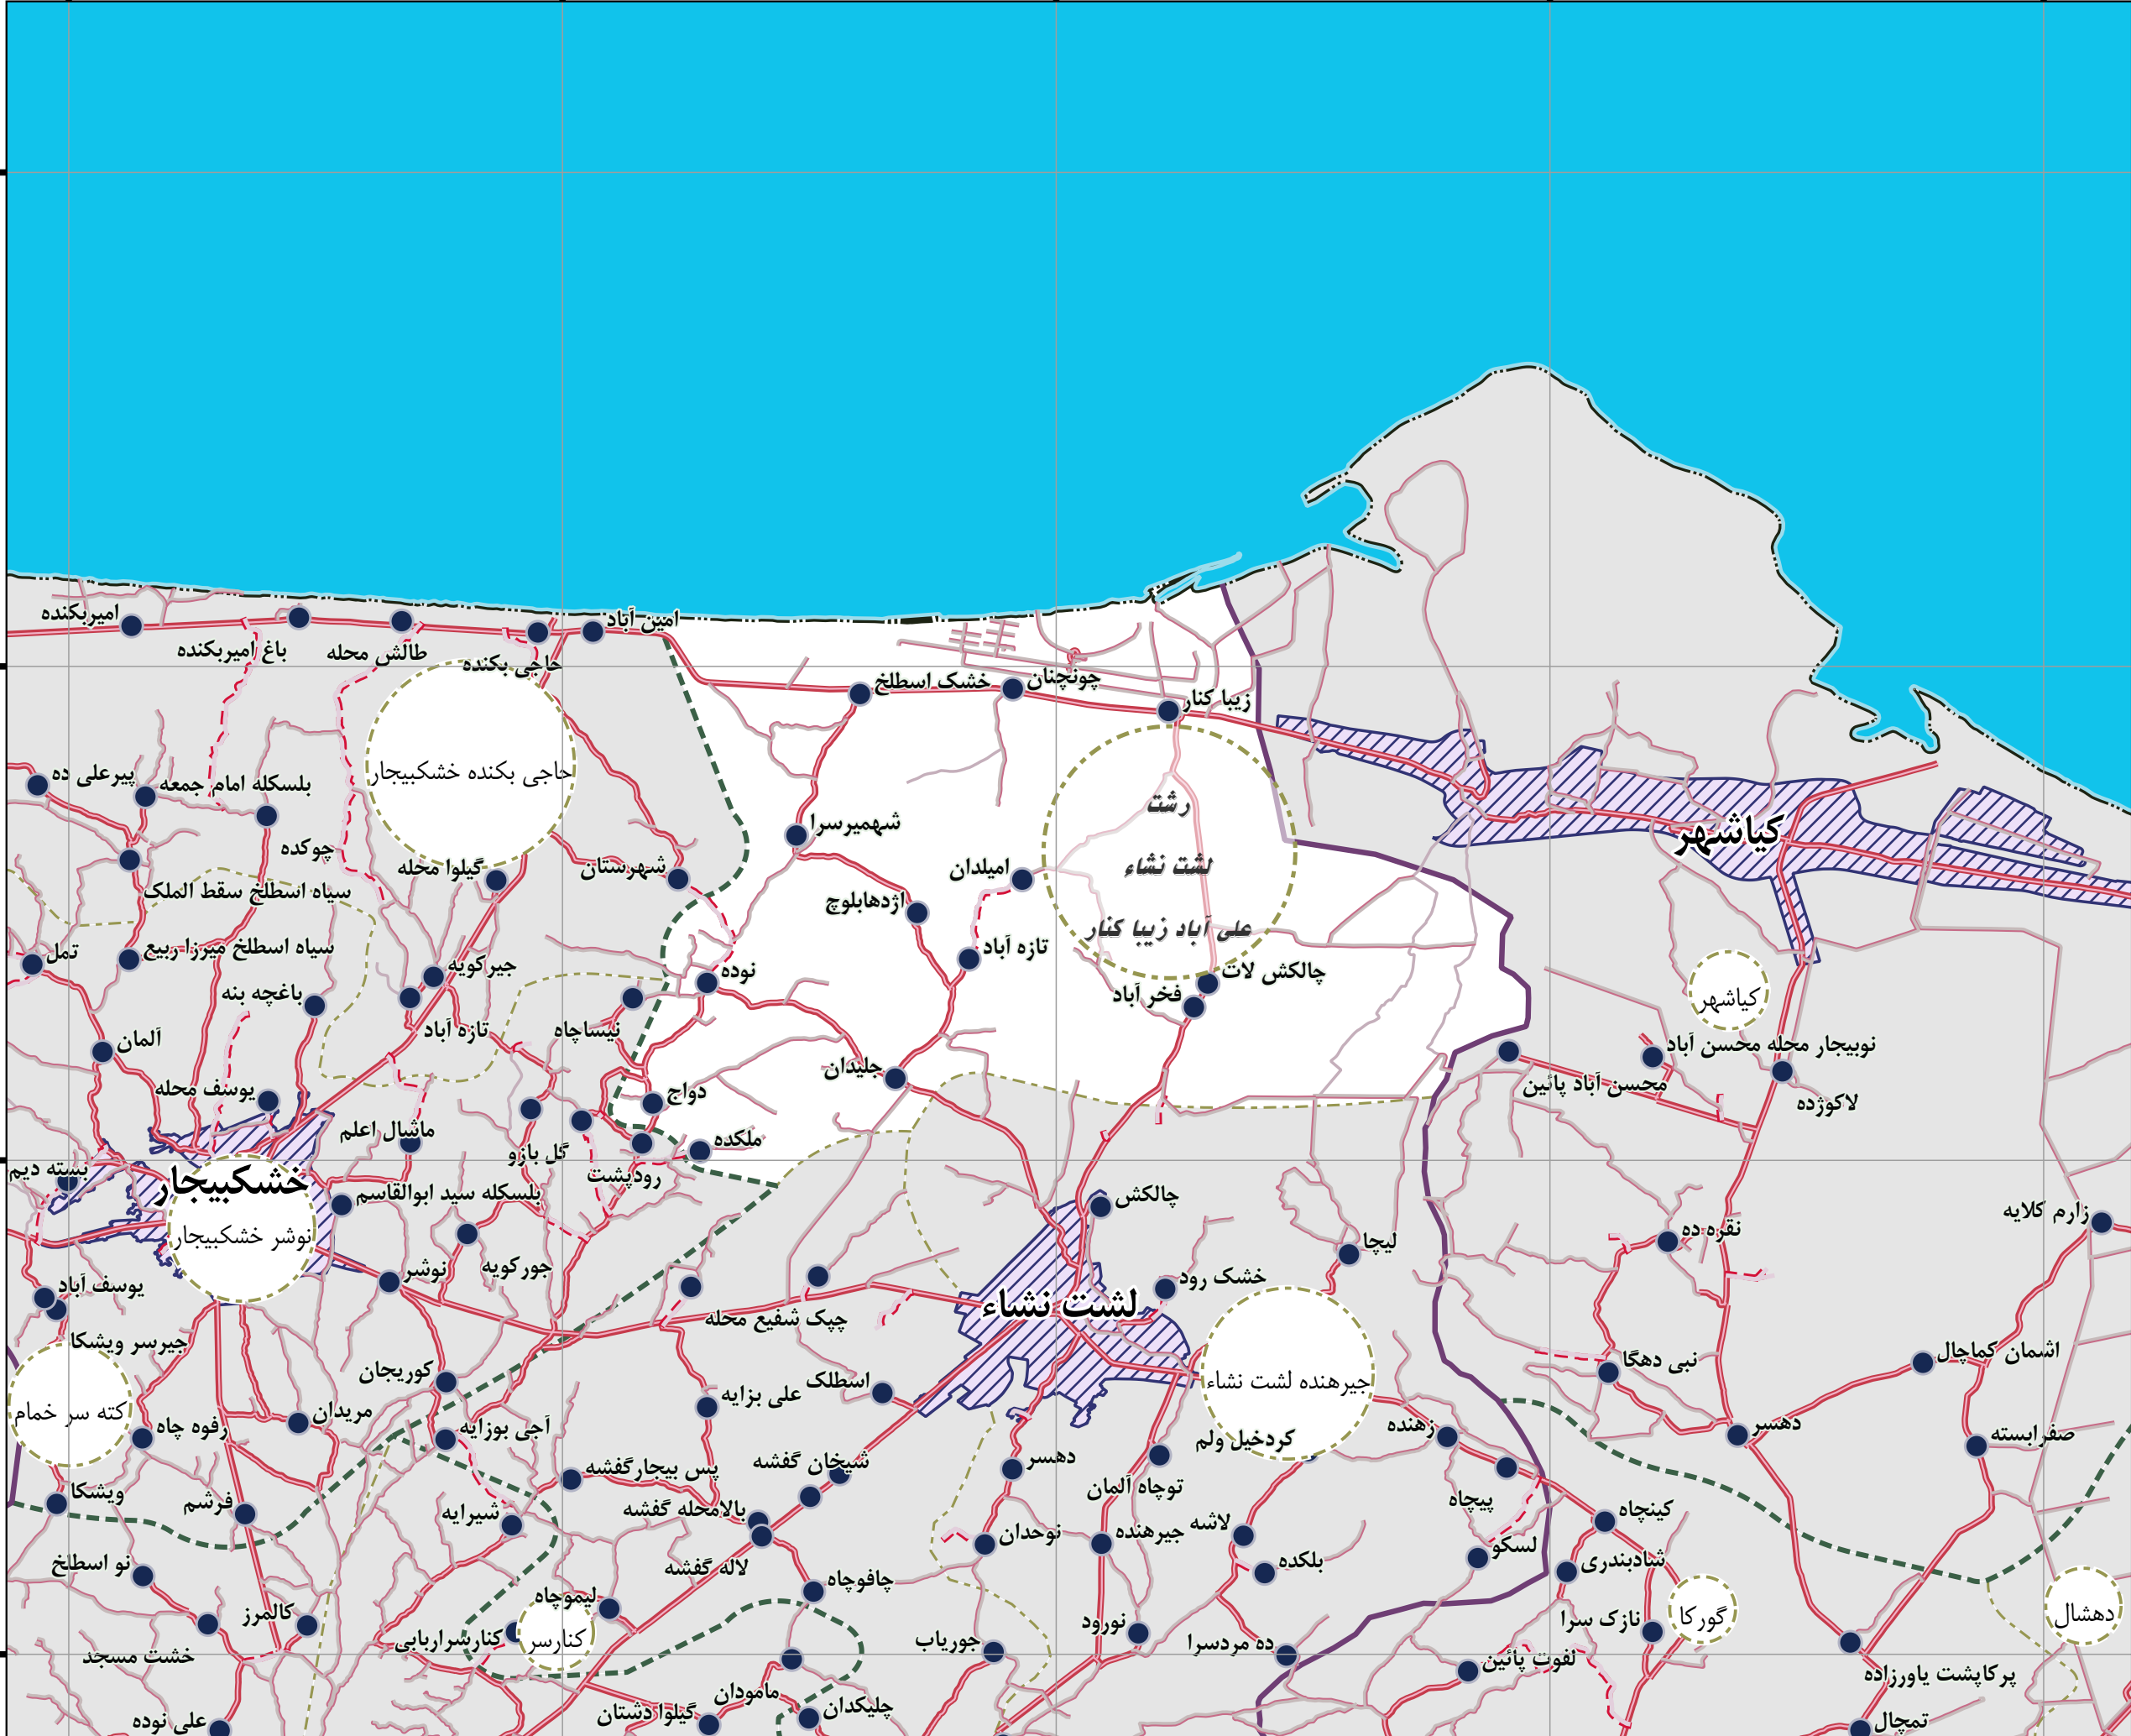 امیربکنده
باغ امیربکنده
طالش محله
حاجی بکنده
امین آباد
خشک اسطلخ
چونچنان
زیبا کنار
پیرعلی ده
بلسکله امام جمعه
حاجی بکنده خشکبیجار
چوکده
گیلوا محله
شهرستان
شهمیرسرا
امیلدان
رشت
لشت نشاء
علی آباد زیبا کنار
کیاشهر
سیاه اسطلخ سقط الملک
اژدهابلوچ
تمل
سیاه اسطلخ میرزا ربیع
جیرکویه
نوده
تازه آباد
چالکش لات
فخر آباد
کیاشهر
باغچه بنه
تازه آباد
نیساچاه
آلمان
جلیدان
نوبیجار محله محسن آباد
محسن آباد پائین
لاکوژده
یوسف محله
دواج
ماشال اعلم
گل بازو
ملکده
رودپشت
بسته دیم
خشکبیجار
بلسکله سید ابوالقاسم
چالکش
نوشر خشکبیجار
جورکویه
لیچا
نقره ده
زارم کلایه
یوسف آباد
نوشر
خشک رود
لشت نشاء
چپک شفیع محله
جیرسر ویشکا
کوریجان
علی بزایه
اسطلک
جیرهنده لشت نشاء
نبی دهگا
اشمان کماچال
کته سر خمام
رفوه چاه
مریدان
آجی بوزایه
کردخیل ولم
زهنده
دهسر
صفرابسته
پس بیجارگفشه
شیخان گفشه
دهسر
توچاه آلمان
پیچاه
ویشکا
فرشم
شیرایه
بالامحله گفشه
نوحدان
جیرهنده
لاشه
کینچاه
لسکو
نو اسطلخ
لاله گفشه
چافوچاه
بلکده
شادبندری
کالمرز
لیموچاه
کنارسر
کنارسراربابی
جورباب
نورود
ده مردسرا
نازک سرا
گورکا
دهشال
خشت مسجد
لفوت پائین
پرکاپشت یاورزاده
مامودان
چلیکدان
گیلوا دشتان
علی نوده
تمچال